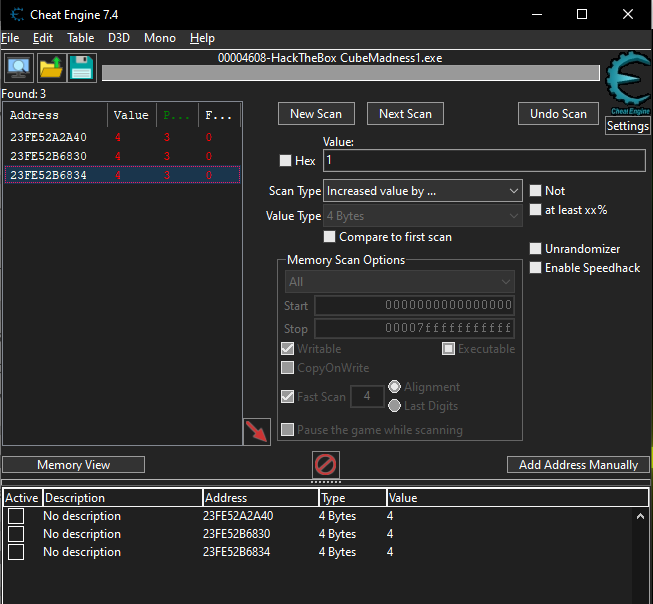 Cheat Engine 7.4
File Edit Table D3D Mono Help
00004608-HackTheBox CubeMadness1.exe
Found: 3
Address Value P... F...
23FE52A2A40 4 3 0
23FE52B6830 4 3 0
23FE52B6834 4 3 0
New Scan Next Scan Undo Scan
Cheat Engine
Settings
Value:
Hex 1
Scan Type Increased value by ... Not
Value Type 4 Bytes at least xx%
Compare to first scan
Unrandomizer
Enable Speedhack
Memory Scan Options
All
Start 0000000000000000
Stop 00007fffffffffff
Writable Executable
CopyOnWrite
Fast Scan 4 Alignment
Last Digits
Pause the game while scanning
Memory View Add Address Manually
Active Description Address Type Value
No description 23FE52A2A40 4 Bytes 4
No description 23FE52B6830 4 Bytes 4
No description 23FE52B6834 4 Bytes 4